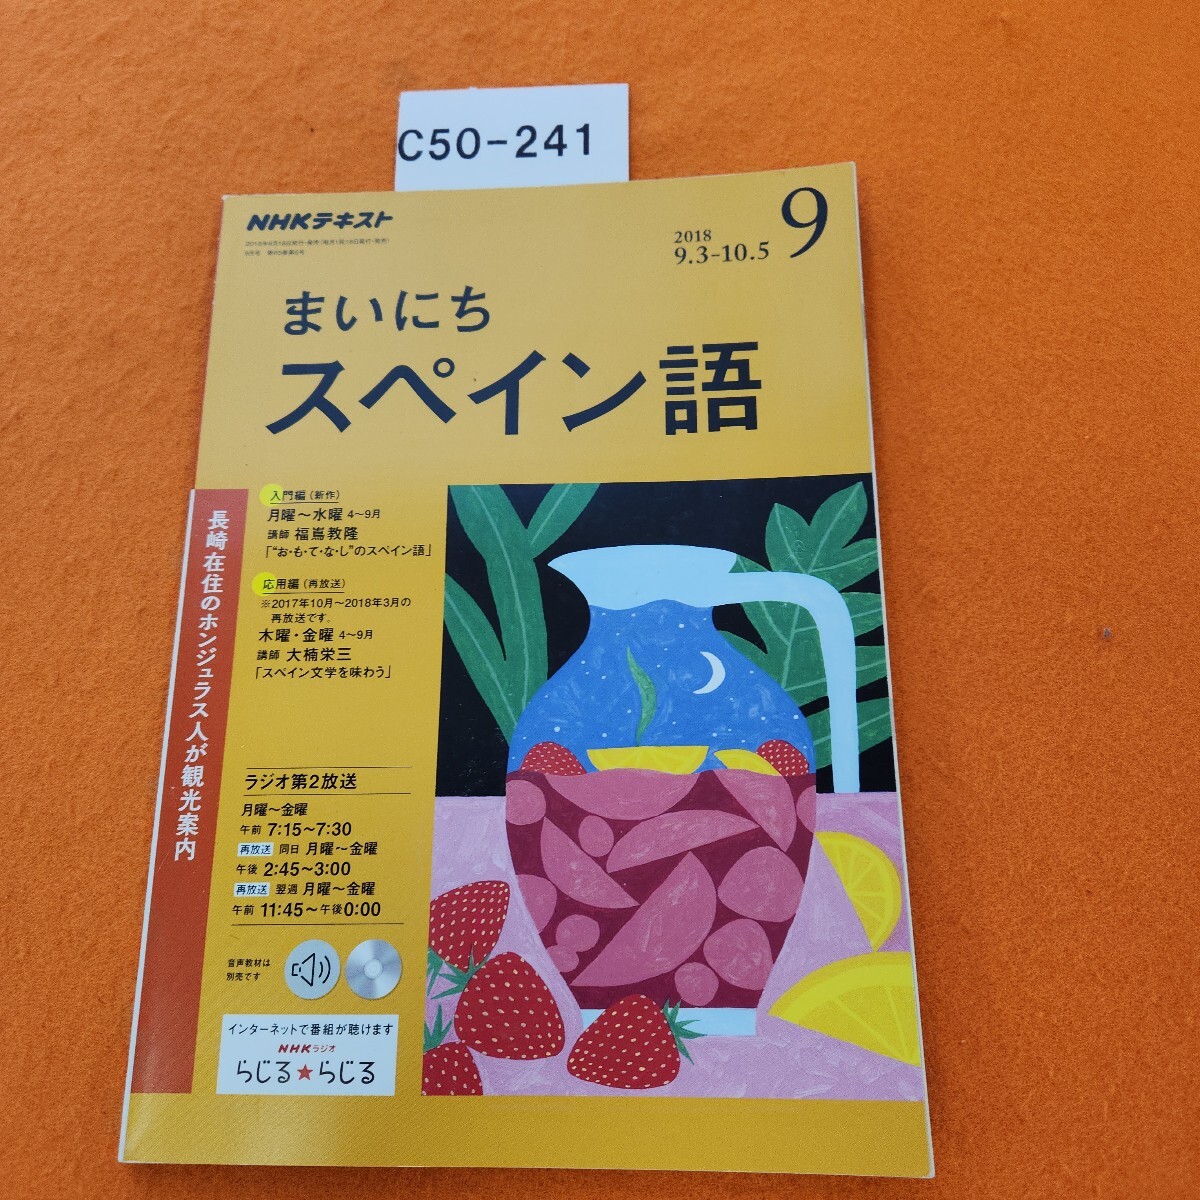 C50-241
NHKテキスト
2018
9.3-10.5
9
まいにち
スペイン語
入門編（新作）
月曜～水曜 4～9月
講師 福嶌教隆
「“お・も・て・な・し”のスペイン語」
応用編（再放送）
※2017年10月～2018年3月の
再放送です。
木曜・金曜 4～9月
講師 大楠栄三
「スペイン文学を味わう」
長崎在住のホンジュラス人が観光案内
ラジオ第2放送
月曜～金曜
午前 7:15～7:30
再放送 同日 月曜～金曜
午後 2:45～3:00
再放送 翌週 月曜～金曜
午前 11:45～午後0:00
音声教材は
別売です
インターネットで番組が聴けます
NHKラジオ
らじる★らじる